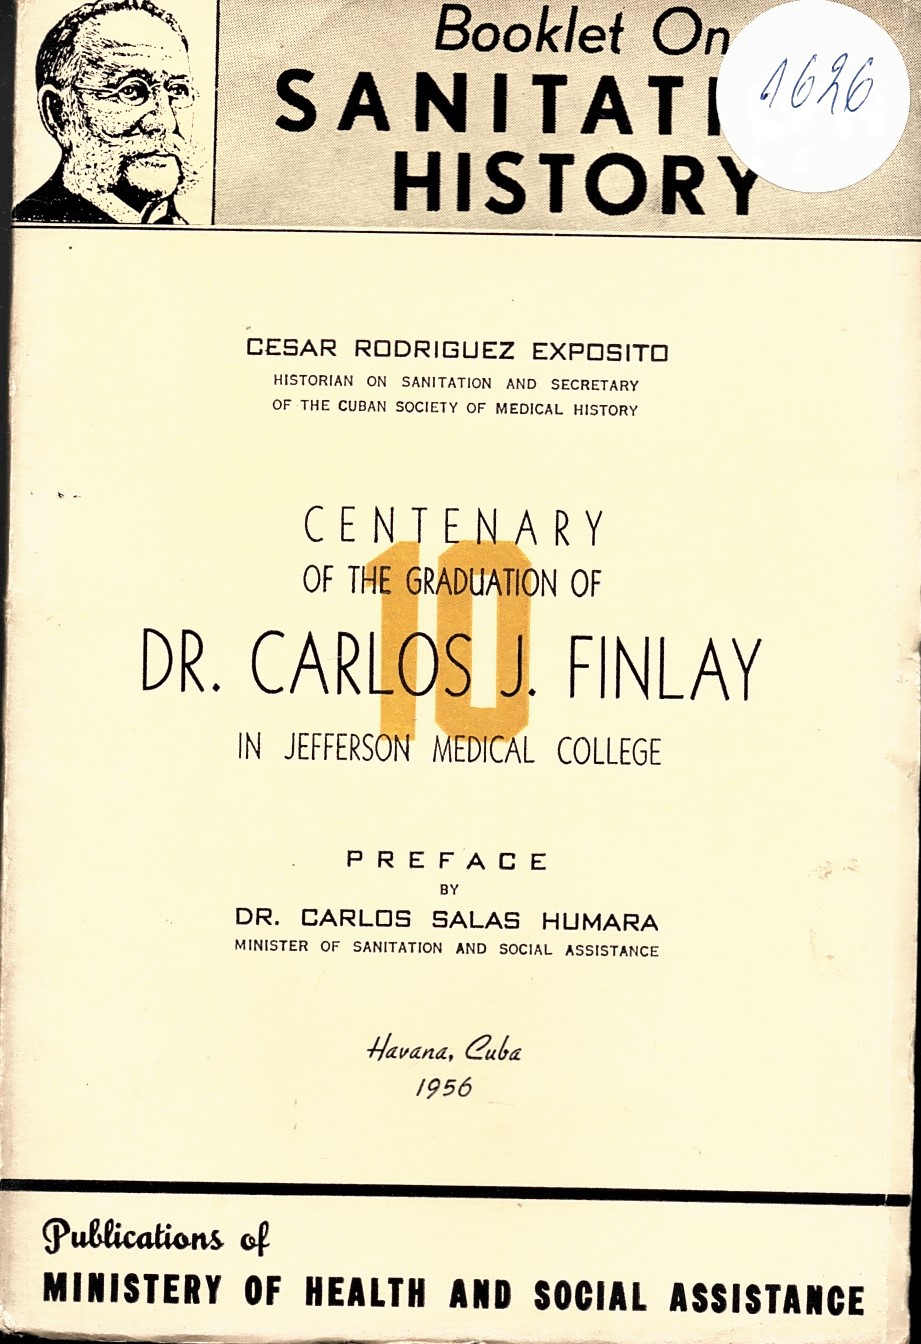 Booklet On
SANITATI
HISTORY
1626
CESAR RODRIGUEZ EXPOSITO
HISTORIAN ON SANITATION AND SECRETARY
OF THE CUBAN SOCIETY OF MEDICAL HISTORY
CENTENARY
OF THE GRADUATION OF
DR. CARLOS J. FINLAY
IN JEFFERSON MEDICAL COLLEGE
10
PREFACE
BY
DR. CARLOS SALAS HUMARA
MINISTER OF SANITATION AND SOCIAL ASSISTANCE
Havana, Cuba
1956
Publications of
MINISTERY OF HEALTH AND SOCIAL ASSISTANCE